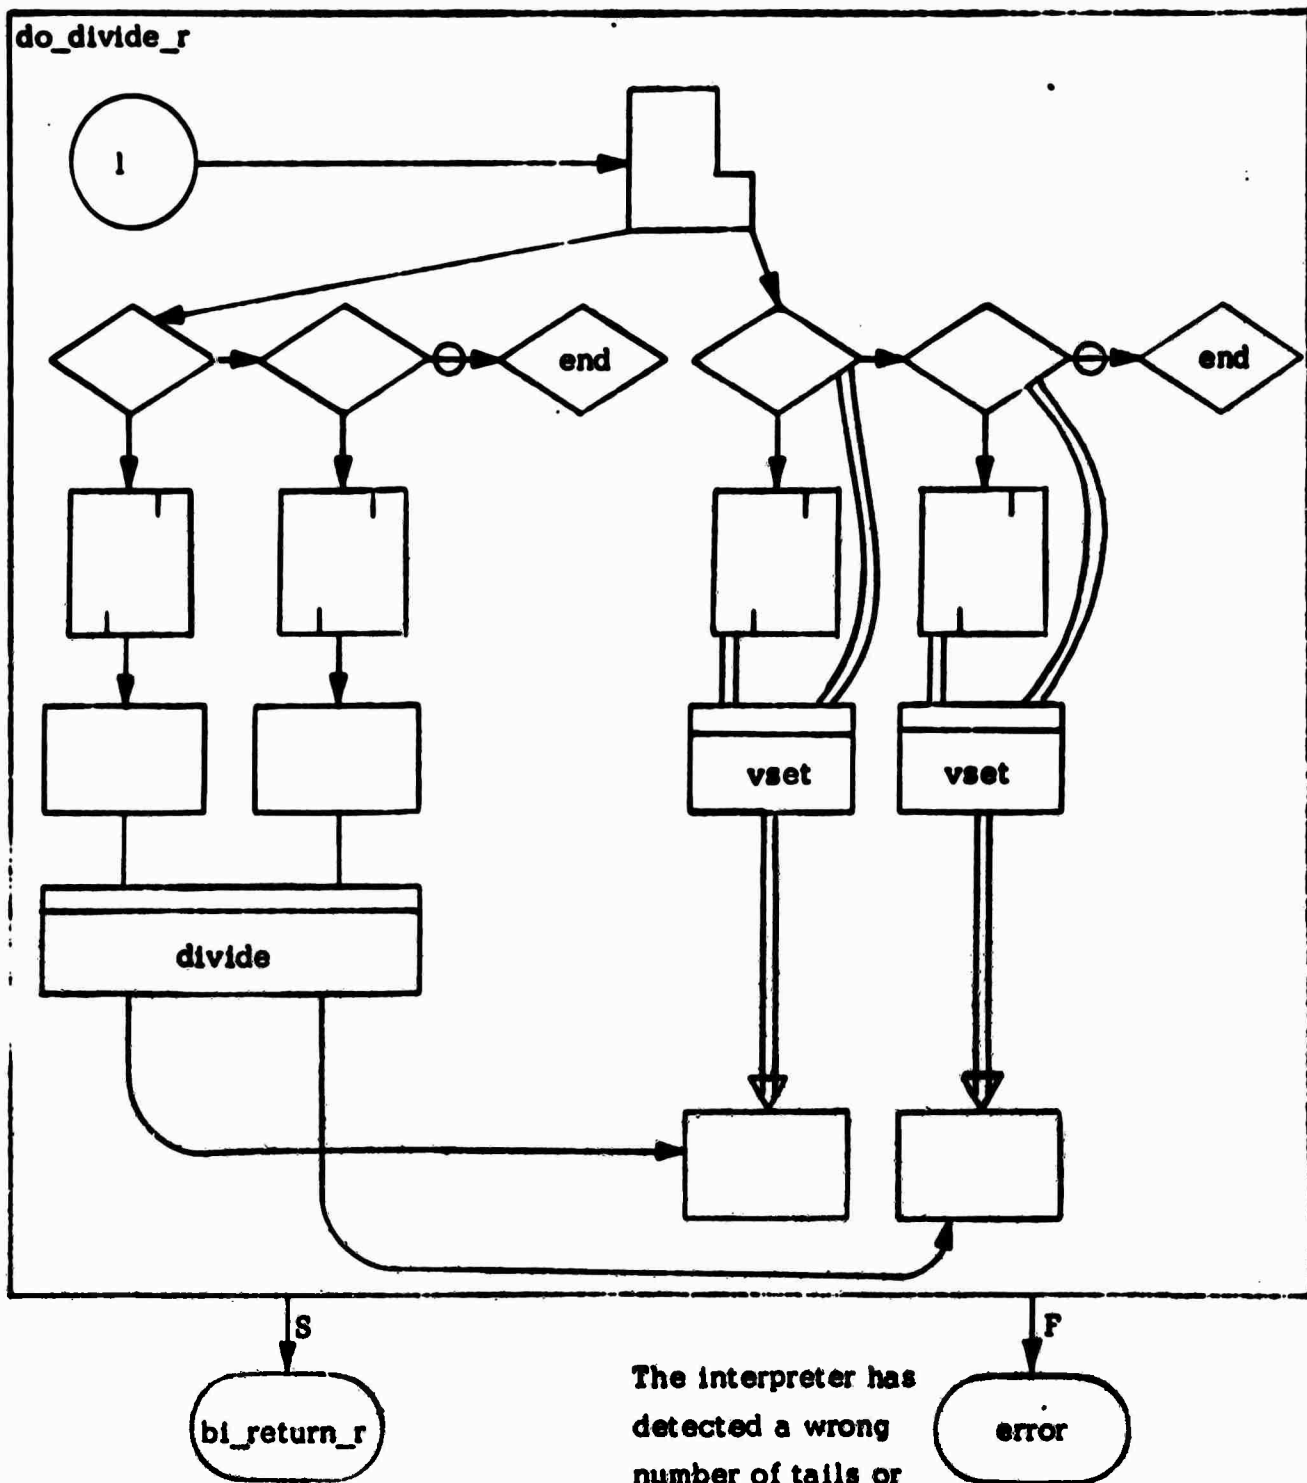 do_divide_r
1
end
end
vset
vset
divide
S
F
bi_return_r
The interpreter has
detected a wrong
number of tails or
error